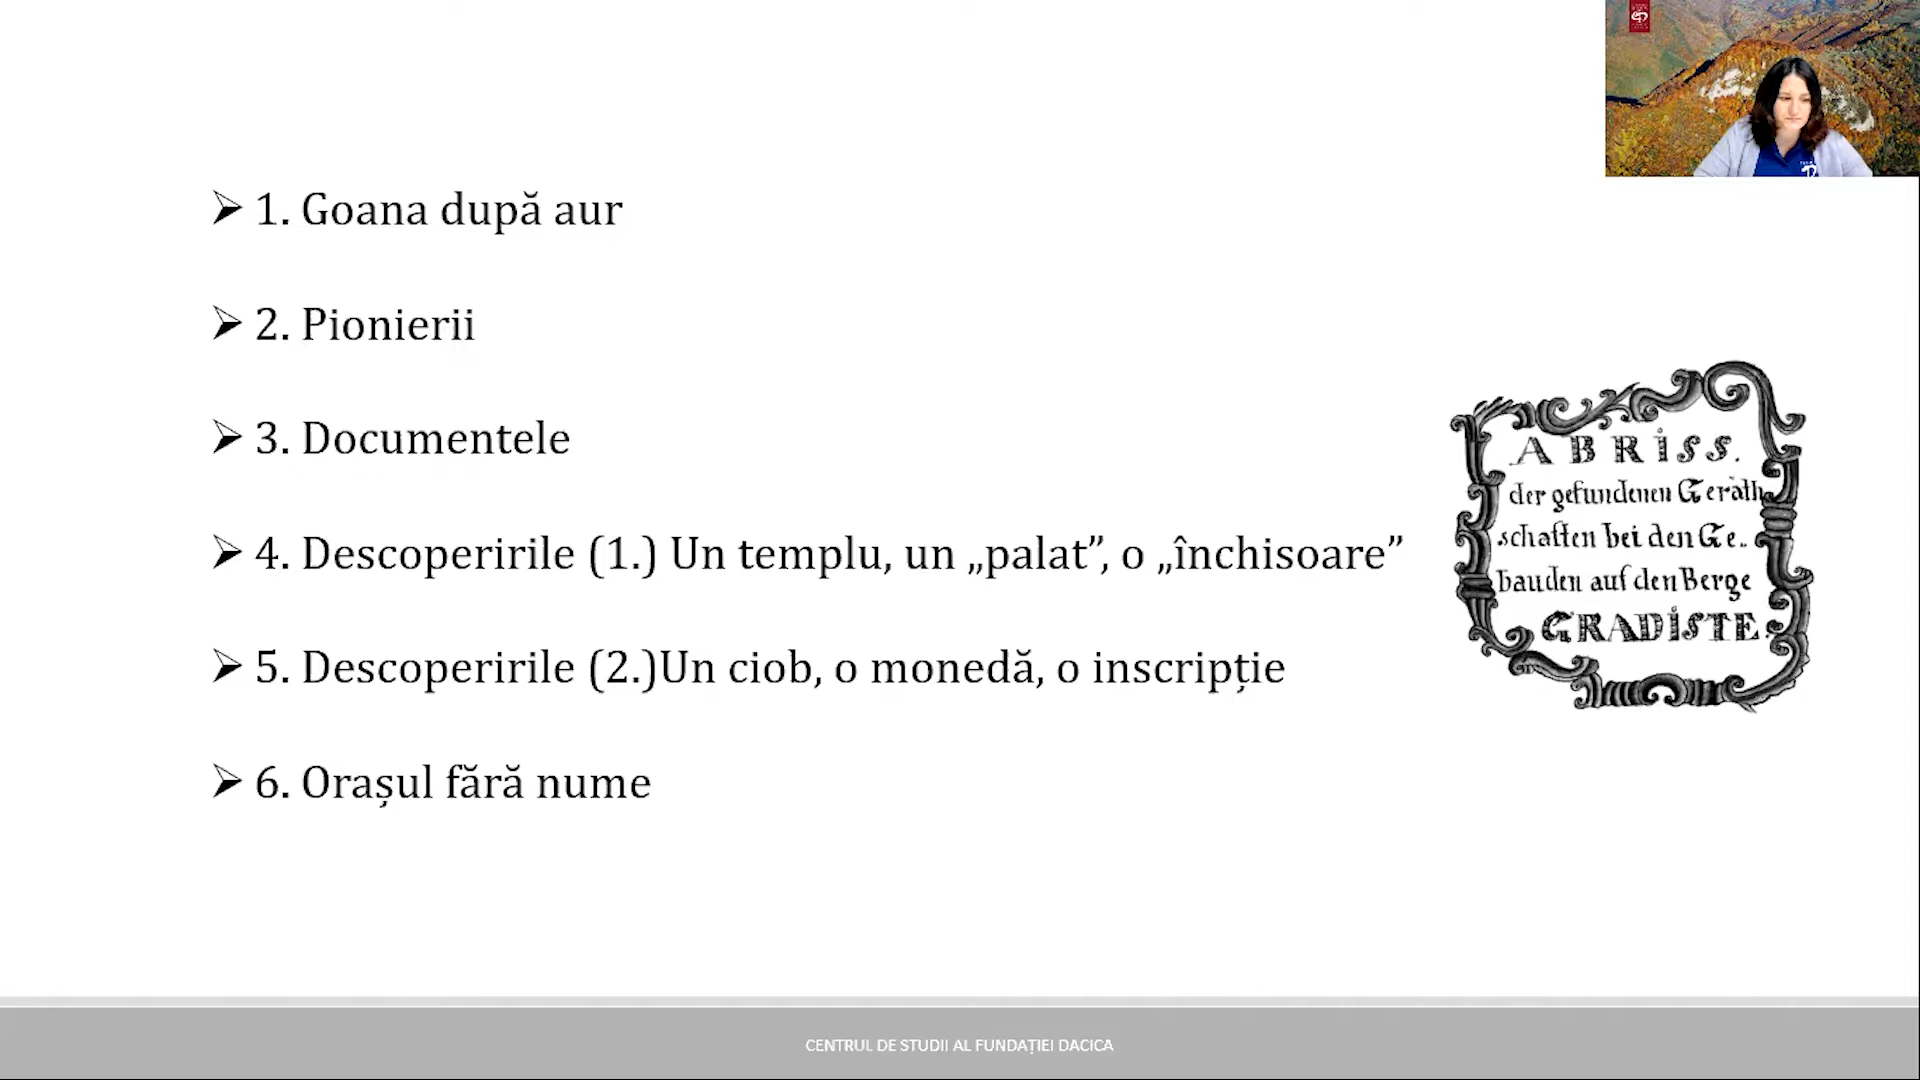 1. Goana după aur
2. Pionierii
3. Documentele
4. Descoperirile (1.) Un templu, un „palat”, o „închisoare”
5. Descoperirile (2.)Un ciob, o monedă, o inscripție
6. Orașul fără nume
ABRiSS.
der gefundenen Geräth
schaften bei den Ge..
bauden auf den Berge
GRADiSTE.
CENTRUL DE STUDII AL FUNDAȚIEI DACICA